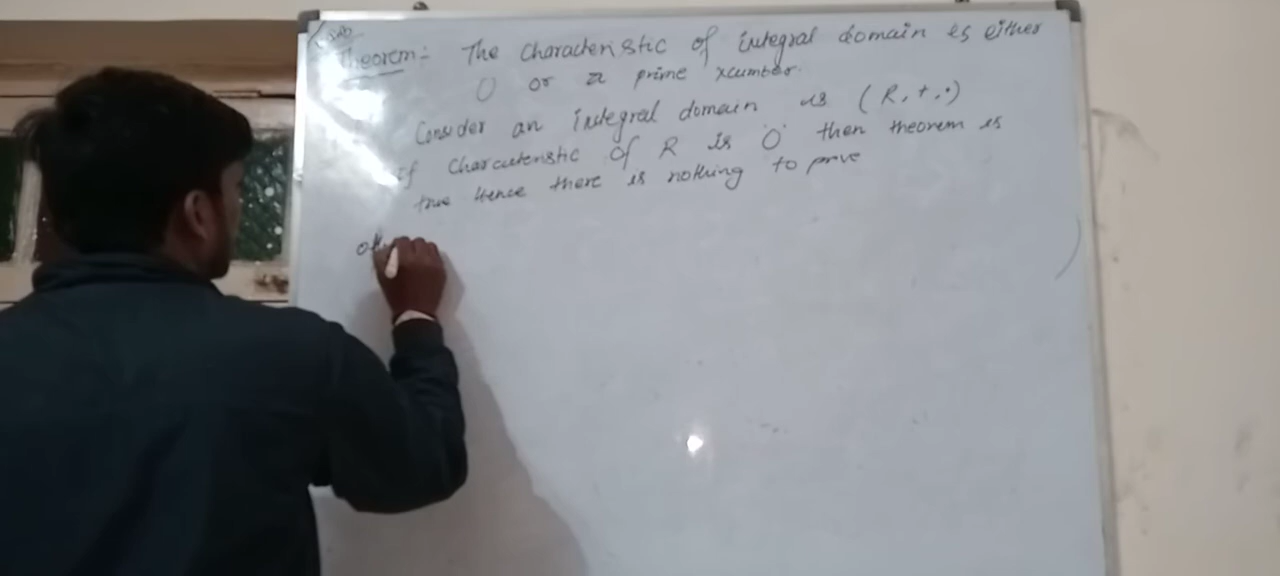 Theorem:- The characteristic of integral domain is either
0 or a prime number.
Consider an integral domain is (R, +, .)
If Characteristic of R is '0' then theorem is
true Hence there is nothing to prove